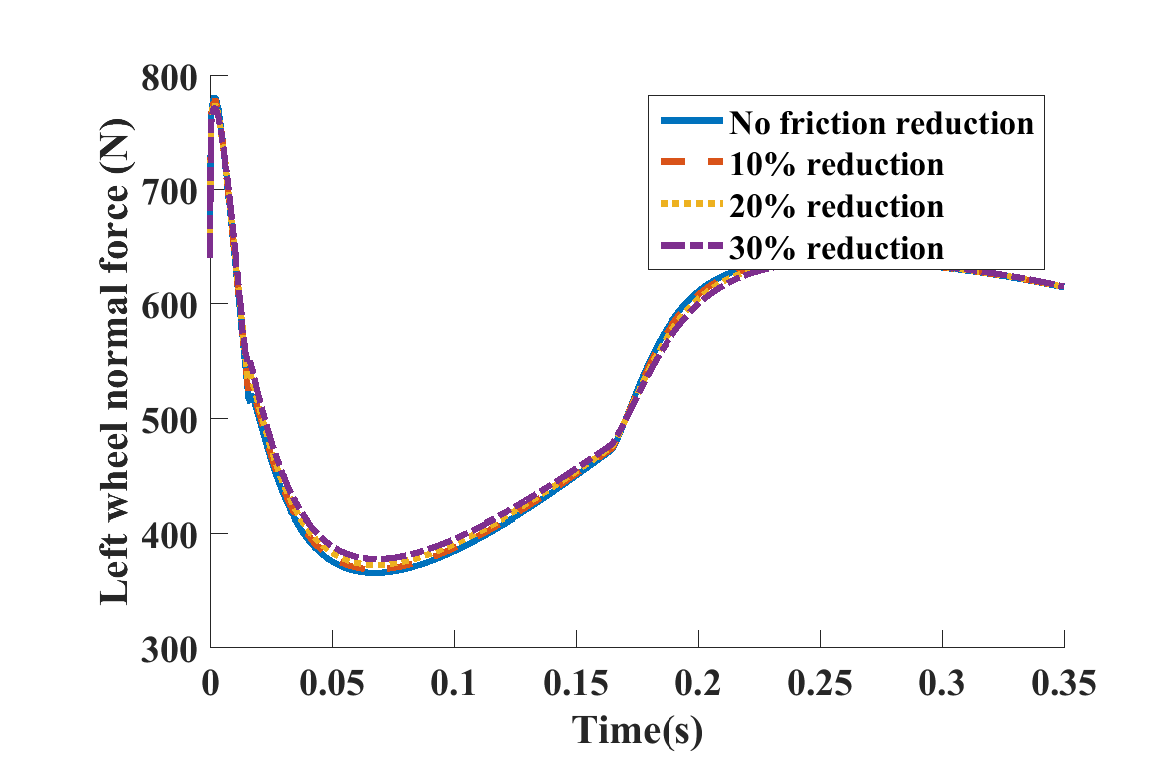 800
700
600
500
400
300
Left wheel normal force (N)
No friction reduction
10% reduction
20% reduction
30% reduction
0 0.05 0.1 0.15 0.2 0.25 0.3 0.35
Time(s)